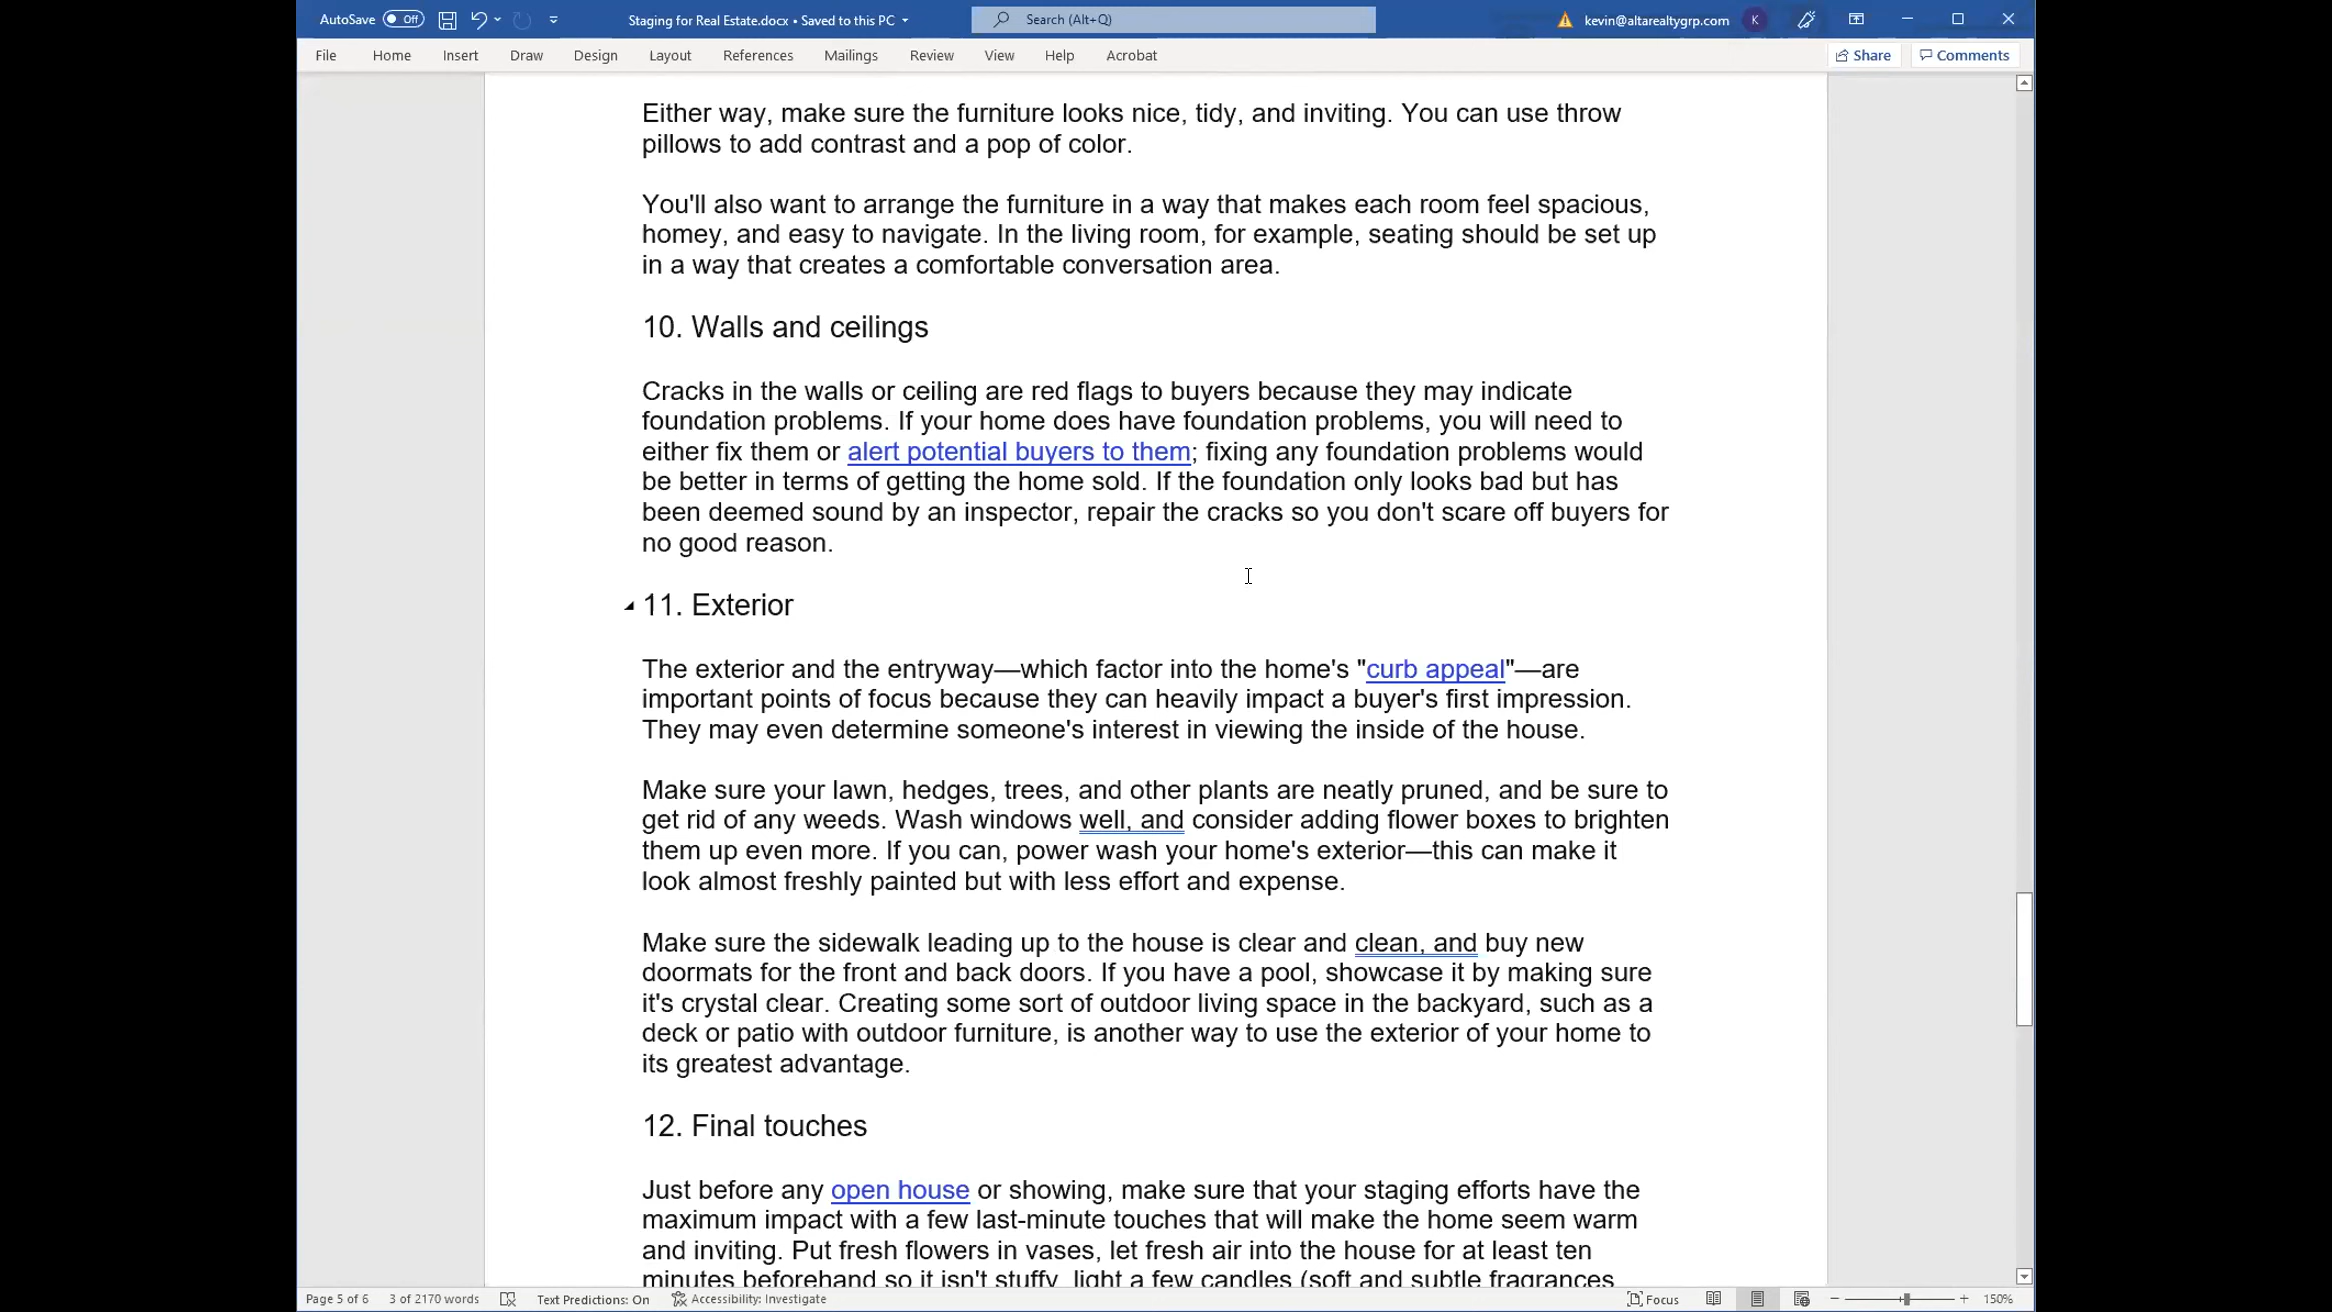 AutoSave Off Staging for Real Estate.docx • Saved to this PC Search (Alt+Q) kevin@altarealtygrp.com K
File Home Insert Draw Design Layout References Mailings Review View Help Acrobat Share Comments
Either way, make sure the furniture looks nice, tidy, and inviting. You can use throw
pillows to add contrast and a pop of color.
You'll also want to arrange the furniture in a way that makes each room feel spacious,
homey, and easy to navigate. In the living room, for example, seating should be set up
in a way that creates a comfortable conversation area.
10. Walls and ceilings
Cracks in the walls or ceiling are red flags to buyers because they may indicate
foundation problems. If your home does have foundation problems, you will need to
either fix them or alert potential buyers to them; fixing any foundation problems would
be better in terms of getting the home sold. If the foundation only looks bad but has
been deemed sound by an inspector, repair the cracks so you don't scare off buyers for
no good reason.
11. Exterior
The exterior and the entryway—which factor into the home's "curb appeal"—are
important points of focus because they can heavily impact a buyer's first impression.
They may even determine someone's interest in viewing the inside of the house.
Make sure your lawn, hedges, trees, and other plants are neatly pruned, and be sure to
get rid of any weeds. Wash windows well, and consider adding flower boxes to brighten
them up even more. If you can, power wash your home's exterior—this can make it
look almost freshly painted but with less effort and expense.
Make sure the sidewalk leading up to the house is clear and clean, and buy new
doormats for the front and back doors. If you have a pool, showcase it by making sure
it's crystal clear. Creating some sort of outdoor living space in the backyard, such as a
deck or patio with outdoor furniture, is another way to use the exterior of your home to
its greatest advantage.
12. Final touches
Just before any open house or showing, make sure that your staging efforts have the
maximum impact with a few last-minute touches that will make the home seem warm
and inviting. Put fresh flowers in vases, let fresh air into the house for at least ten
minutes beforehand so it isn't stuffy, light a few candles (soft and subtle fragrances
Page 5 of 6 3 of 2170 words Text Predictions: On Accessibility: Investigate Focus 150%